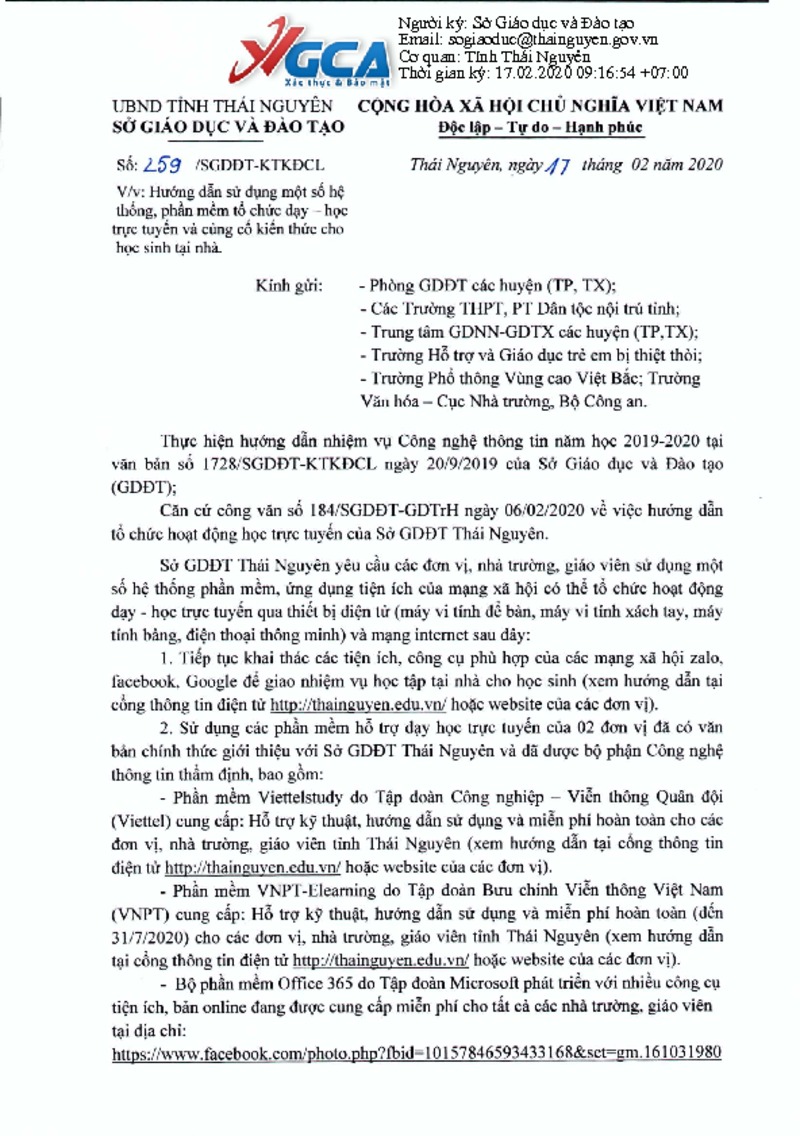 Người ký: Sở Giáo dục và Đào tạo
Email: sogiaoduc@thainguyen.gov.vn
Cơ quan: Tỉnh Thái Nguyên
Thời gian ký: 17.02.2020 09:16:54 +07:00
VGCA
Xác thực & Bảo mật
UBND TỈNH THÁI NGUYÊN
SỞ GIÁO DỤC VÀ ĐÀO TẠO
CỘNG HÒA XÃ HỘI CHỦ NGHĨA VIỆT NAM
Độc lập – Tự do – Hạnh phúc
Số: 259 /SGDĐT-KTKĐCL
Thái Nguyên, ngày 17 tháng 02 năm 2020
V/v: Hướng dẫn sử dụng một số hệ
thống, phần mềm tổ chức dạy – học
trực tuyến và củng cố kiến thức cho
học sinh tại nhà.
Kính gửi:
- Phòng GDĐT các huyện (TP, TX);
- Các Trường THPT, PT Dân tộc nội trú tỉnh;
- Trung tâm GDNN-GDTX các huyện (TP,TX);
- Trường Hỗ trợ và Giáo dục trẻ em bị thiệt thòi;
- Trường Phổ thông Vùng cao Việt Bắc; Trường
Văn hóa – Cục Nhà trường, Bộ Công an.
Thực hiện hướng dẫn nhiệm vụ Công nghệ thông tin năm học 2019-2020 tại
văn bản số 1728/SGDĐT-KTKĐCL ngày 20/9/2019 của Sở Giáo dục và Đào tạo
(GDĐT);
Căn cứ công văn số 184/SGDĐT-GDTrH ngày 06/02/2020 về việc hướng dẫn
tổ chức hoạt động học trực tuyến của Sở GDĐT Thái Nguyên.
Sở GDĐT Thái Nguyên yêu cầu các đơn vị, nhà trường, giáo viên sử dụng một
số hệ thống phần mềm, ứng dụng tiện ích của mạng xã hội có thể tổ chức hoạt động
dạy - học trực tuyến qua thiết bị điện tử (máy vi tính để bàn, máy vi tính xách tay, máy
tính bảng, điện thoại thông minh) và mạng internet sau đây:
1. Tiếp tục khai thác các tiện ích, công cụ phù hợp của các mạng xã hội zalo,
facebook, Google để giao nhiệm vụ học tập tại nhà cho học sinh (xem hướng dẫn tại
cổng thông tin điện tử http://thainguyen.edu.vn/ hoặc website của các đơn vị).
2. Sử dụng các phần mềm hỗ trợ dạy học trực tuyến của 02 đơn vị đã có văn
bản chính thức giới thiệu với Sở GDĐT Thái Nguyên và đã được bộ phận Công nghệ
thông tin thẩm định, bao gồm:
- Phần mềm Viettelstudy do Tập đoàn Công nghiệp – Viễn thông Quân đội
(Viettel) cung cấp: Hỗ trợ kỹ thuật, hướng dẫn sử dụng và miễn phí hoàn toàn cho các
đơn vị, nhà trường, giáo viên tỉnh Thái Nguyên (xem hướng dẫn tại cổng thông tin
điện tử http://thainguyen.edu.vn/ hoặc website của các đơn vị).
- Phần mềm VNPT-Elearning do Tập đoàn Bưu chính Viễn thông Việt Nam
(VNPT) cung cấp: Hỗ trợ kỹ thuật, hướng dẫn sử dụng và miễn phí hoàn toàn (đến
31/7/2020) cho các đơn vị, nhà trường, giáo viên tỉnh Thái Nguyên (xem hướng dẫn
tại cổng thông tin điện tử http://thainguyen.edu.vn/ hoặc website của các đơn vị).
- Bộ phần mềm Office 365 do Tập đoàn Microsoft phát triển với nhiều công cụ
tiện ích, bản online đang được cung cấp miễn phí cho tất cả các nhà trường, giáo viên
tại địa chỉ:
https://www.facebook.com/photo.php?fbid=10157846593433168&set=gm.161031980